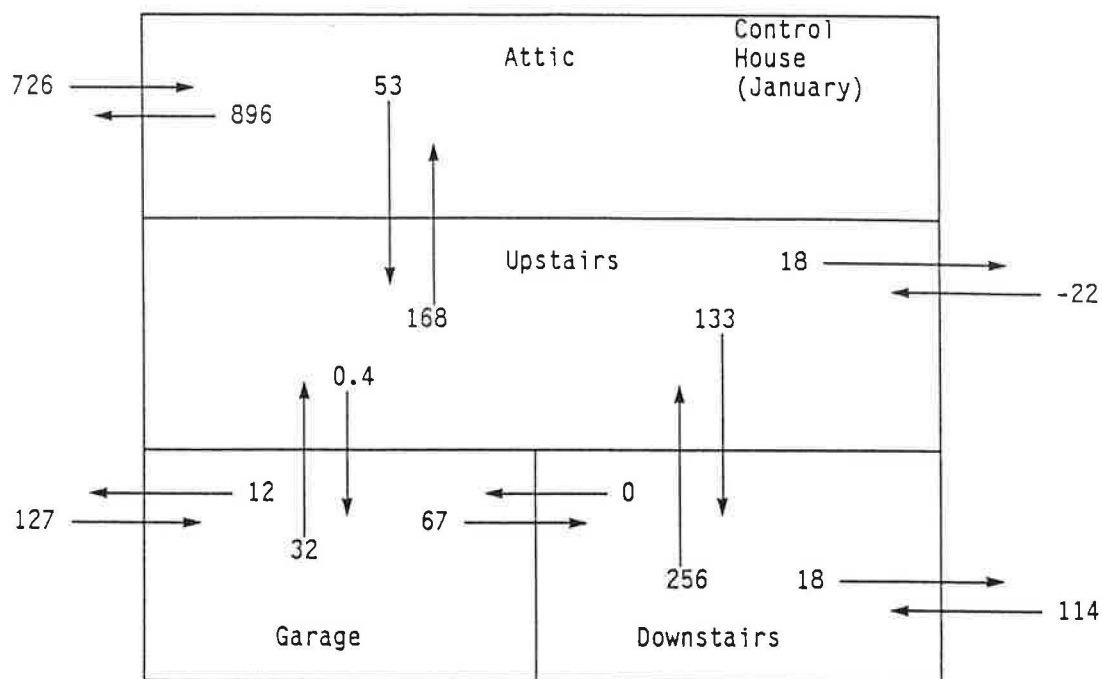 Control
Attic House
726 53 (January)
896
Upstairs 18
-22
168 133
0.4
12 0
127 67
32
256 18
114
Garage Downstairs